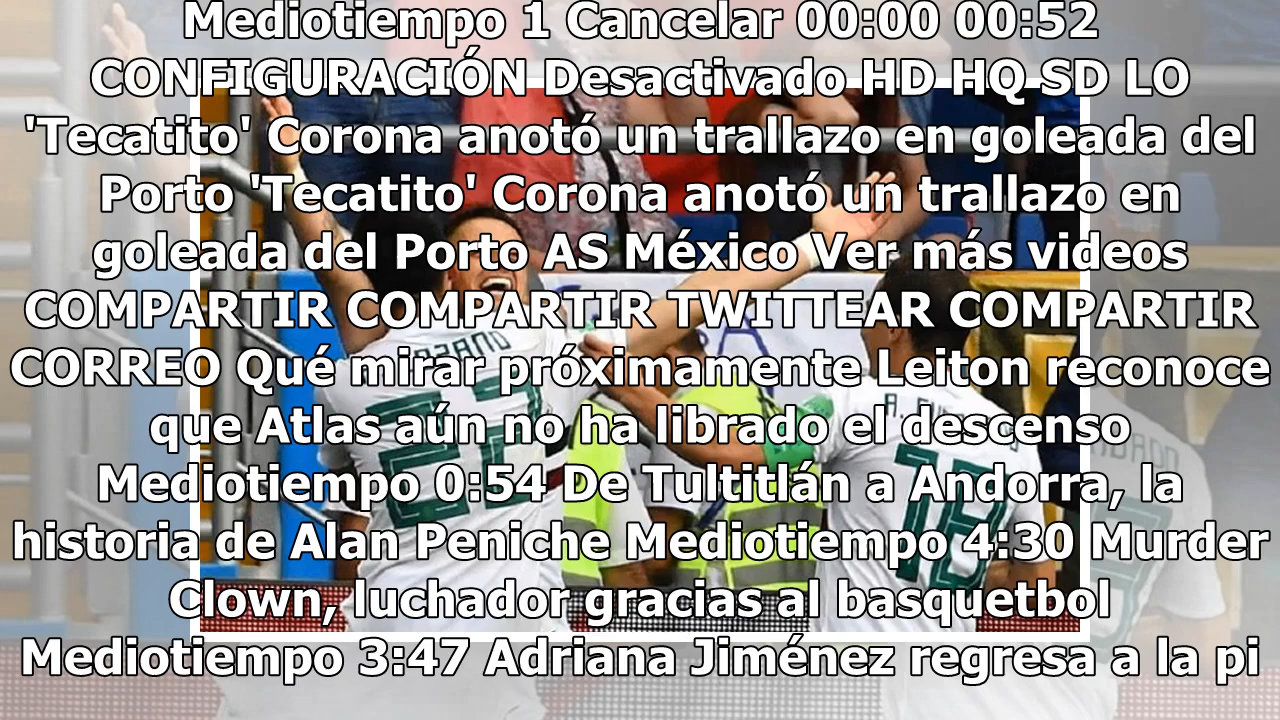 Mediotiempo 1 Cancelar 00:00 00:52
CONFIGURACIÓN Desactivado HD HQ SD LO
'Tecatito' Corona anotó un trallazo en goleada del
Porto 'Tecatito' Corona anotó un trallazo en
goleada del Porto AS México Ver más videos
COMPARTIR COMPARTIR TWITTEAR COMPARTIR
CORREO Qué mirar próximamente Leiton reconoce
que Atlas aún no ha librado el descenso
Mediotiempo 0:54 De Tultitlán a Andorra, la
historia de Alan Peniche Mediotiempo 4:30 Murder
Clown, luchador gracias al basquetbol
Mediotiempo 3:47 Adriana Jiménez regresa a la pi
22
18